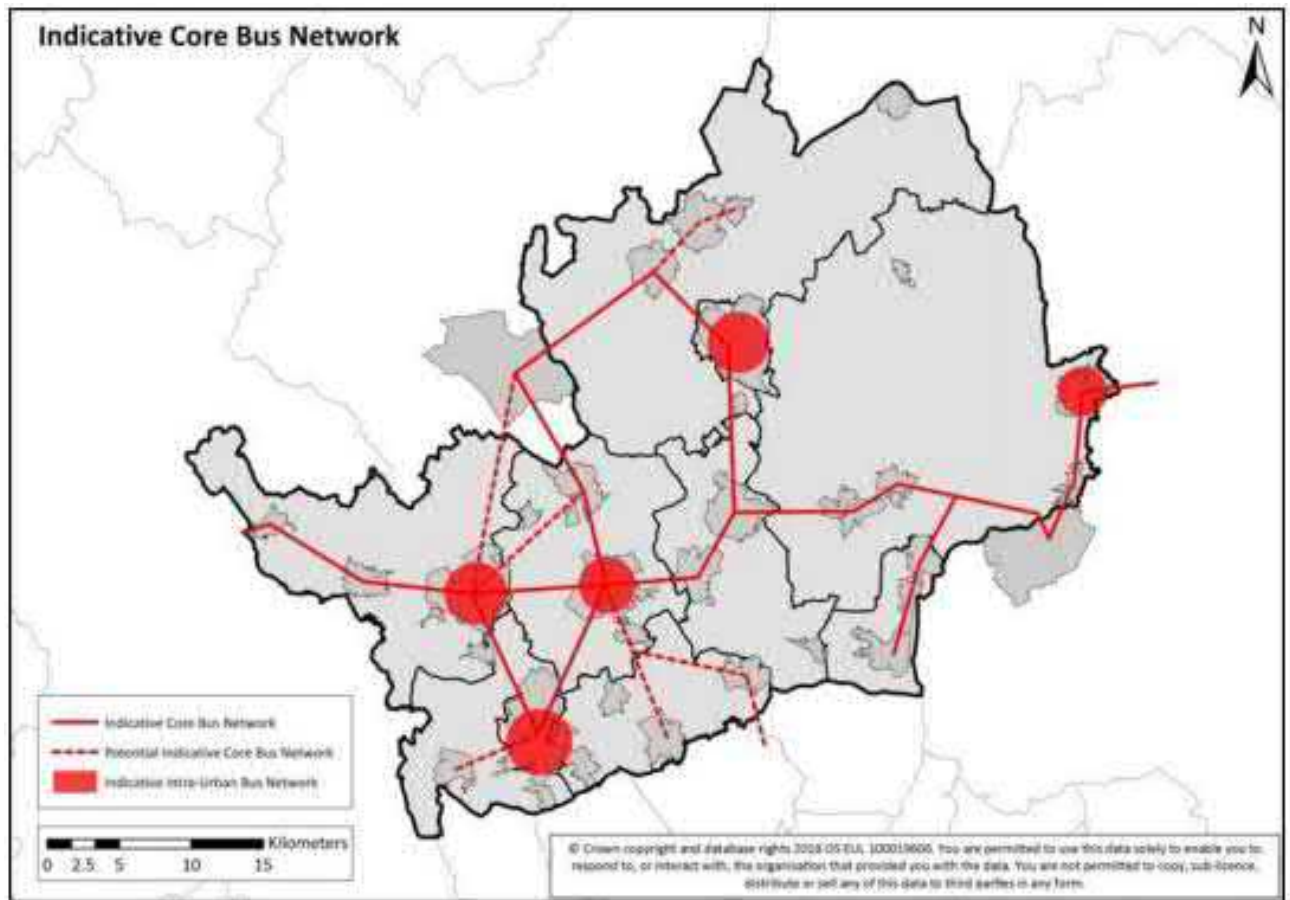 Indicative Core Bus Network
N
Indicative Core Bus Network
Potential Indicative Core Bus Network
Indicative Intra-Urban Bus Network
Kilometers
0 2.5 5 10 15
© Crown copyright and database rights 2018 OS EUL 100019606. You are permitted to use this data solely to enable you to
respond to, or interact with, the organisation that provided you with the data. You are not permitted to copy, sub-licence,
distribute or sell any of this data to third parties in any form.